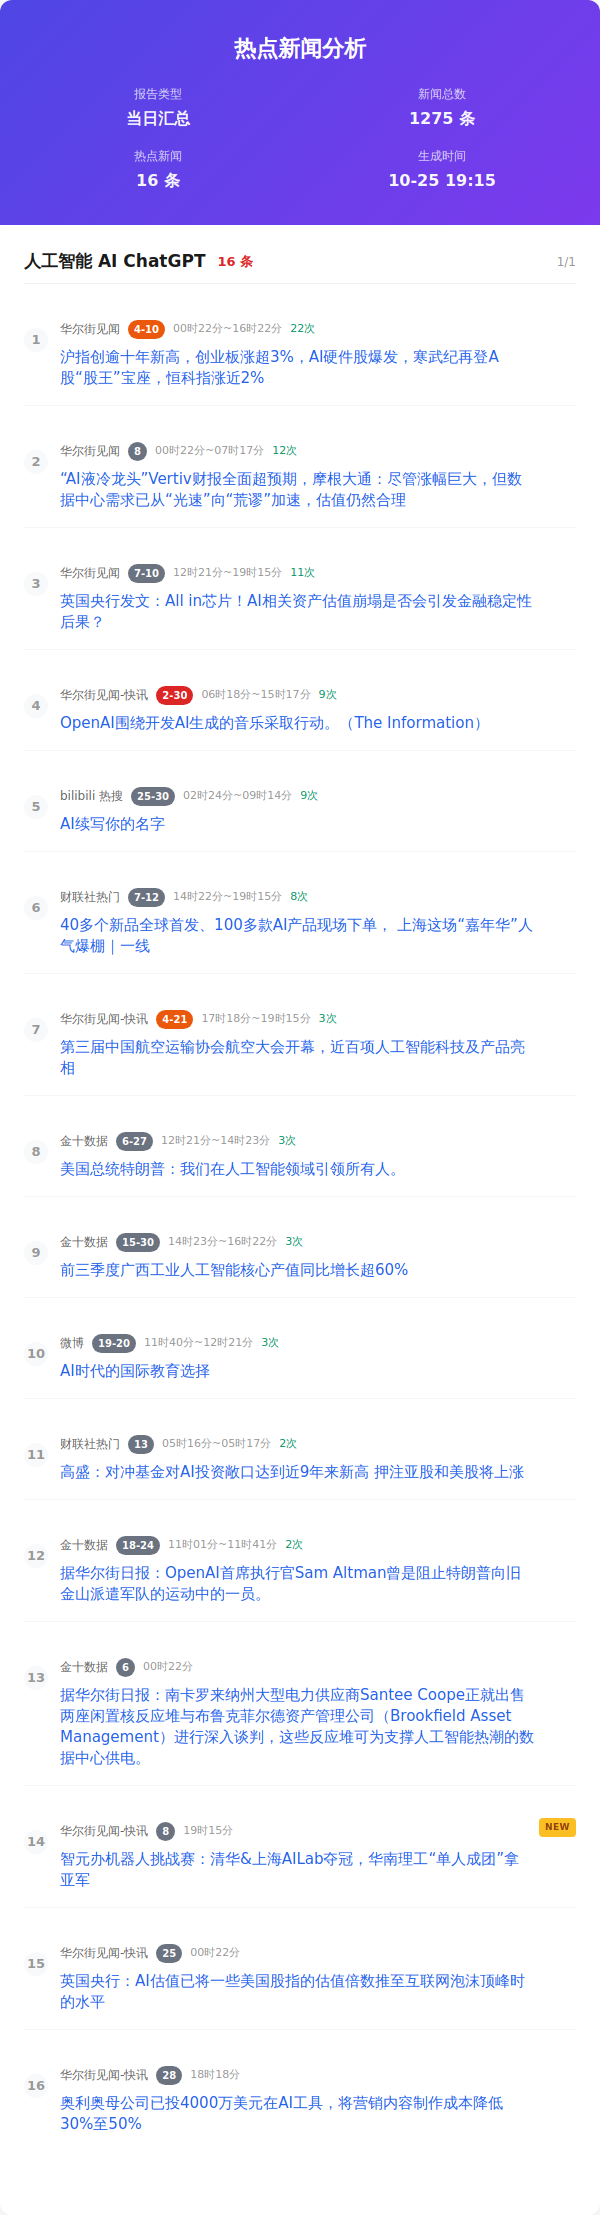 热点新闻分析
报告类型
新闻总数
当日汇总
1275 条
热点新闻
生成时间
16 条
10-25 19:15
人工智能 AI ChatGPT 16 条 1/1
1 华尔街见闻 4-10 00时22分~16时22分 22次
沪指创逾十年新高，创业板涨超3%，AI硬件股爆发，寒武纪再登A
股“股王”宝座，恒科指涨近2%
2 华尔街见闻 8 00时22分~07时17分 12次
“AI液冷龙头”Vertiv财报全面超预期，摩根大通：尽管涨幅巨大，但数
据中心需求已从“光速”向“荒谬”加速，估值仍然合理
3 华尔街见闻 7-10 12时21分~19时15分 11次
英国央行发文：All in芯片！AI相关资产估值崩塌是否会引发金融稳定性
后果？
4 华尔街见闻-快讯 2-30 06时18分~15时17分 9次
OpenAI围绕开发AI生成的音乐采取行动。（The Information）
5 bilibili 热搜 25-30 02时24分~09时14分 9次
AI续写你的名字
6 财联社热门 7-12 14时22分~19时15分 8次
40多个新品全球首发、100多款AI产品现场下单， 上海这场“嘉年华”人
气爆棚｜一线
7 华尔街见闻-快讯 4-21 17时18分~19时15分 3次
第三届中国航空运输协会航空大会开幕，近百项人工智能科技及产品亮
相
8 金十数据 6-27 12时21分~14时23分 3次
美国总统特朗普：我们在人工智能领域引领所有人。
9 金十数据 15-30 14时23分~16时22分 3次
前三季度广西工业人工智能核心产值同比增长超60%
10 微博 19-20 11时40分~12时21分 3次
AI时代的国际教育选择
11 财联社热门 13 05时16分~05时17分 2次
高盛：对冲基金对AI投资敞口达到近9年来新高 押注亚股和美股将上涨
12 金十数据 18-24 11时01分~11时41分 2次
据华尔街日报：OpenAI首席执行官Sam Altman曾是阻止特朗普向旧
金山派遣军队的运动中的一员。
13 金十数据 6 00时22分
据华尔街日报：南卡罗来纳州大型电力供应商Santee Coope正就出售
两座闲置核反应堆与布鲁克菲尔德资产管理公司（Brookfield Asset
Management）进行深入谈判，这些反应堆可为支撑人工智能热潮的数
据中心供电。
14 华尔街见闻-快讯 8 19时15分 NEW
智元办机器人挑战赛：清华&上海AILab夺冠，华南理工“单人成团”拿
亚军
15 华尔街见闻-快讯 25 00时22分
英国央行：AI估值已将一些美国股指的估值倍数推至互联网泡沫顶峰时
的水平
16 华尔街见闻-快讯 28 18时18分
奥利奥母公司已投4000万美元在AI工具，将营销内容制作成本降低
30%至50%